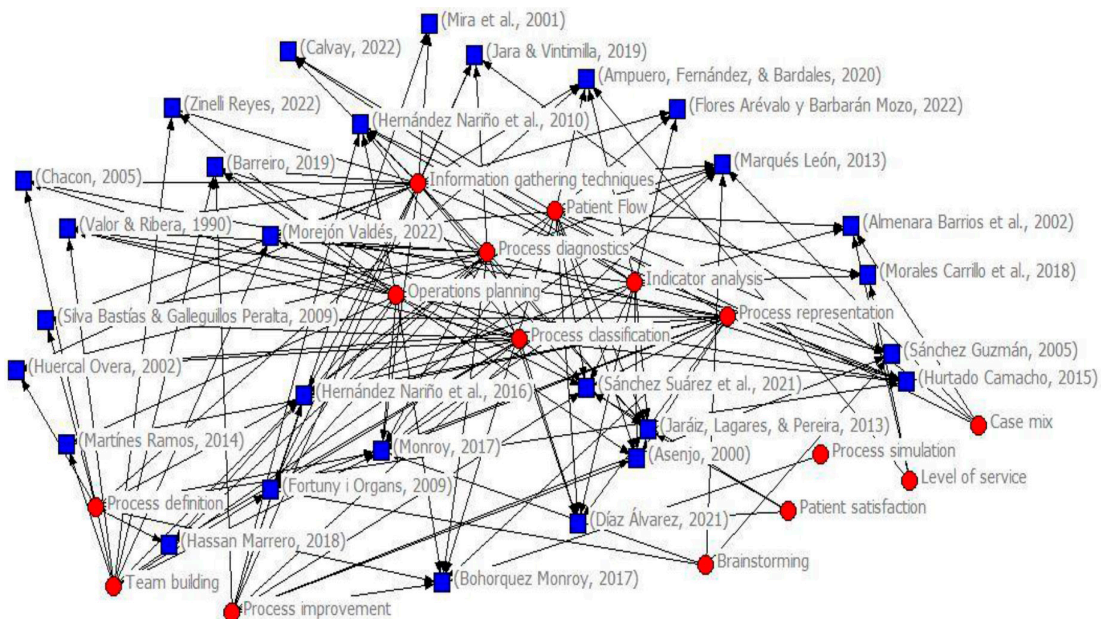 (Mira et al., 2001)
(Calvay, 2022)
(Jara & Vintimilla, 2019)
(Ampuero, Fernández, & Bardales, 2020)
(Zinelli Reyes, 2022)
(Flores Arévalo y Barbarán Mozo, 2022)
(Hernández Nariño et al., 2010)
(Barreiro, 2019)
(Marqués León, 2013)
(Chacon, 2005)
Information gathering techniques
Patient Flow
(Valor & Ribera, 1990)
(Morejón Valdés, 2022)
(Almenara Barrios et al., 2002)
Process diagnostics
(Morales Carrillo et al., 2018)
Indicator analysis
Operations planning
(Silva Bastías & Galleguillos Peralta, 2009)
Process representation
Process classification
(Sánchez Guzmán, 2005)
(Huercal Overa, 2002)
(Hurtado Camacho, 2015)
(Sánchez Suárez et al., 2021)
(Hernández Nariño et al., 2016)
(Jaráiz, Lagares, & Pereira, 2013)
Case mix
(Martínes Ramos, 2014)
(Monroy, 2017)
(Asenjo, 2000)
Process simulation
Level of service
(Fortuny i Organs, 2009)
Process definition
Patient satisfaction
(Díaz Álvarez, 2021)
(Hassan Marrero, 2018)
Brainstorming
Team building
(Bohorquez Monroy, 2017)
Process improvement